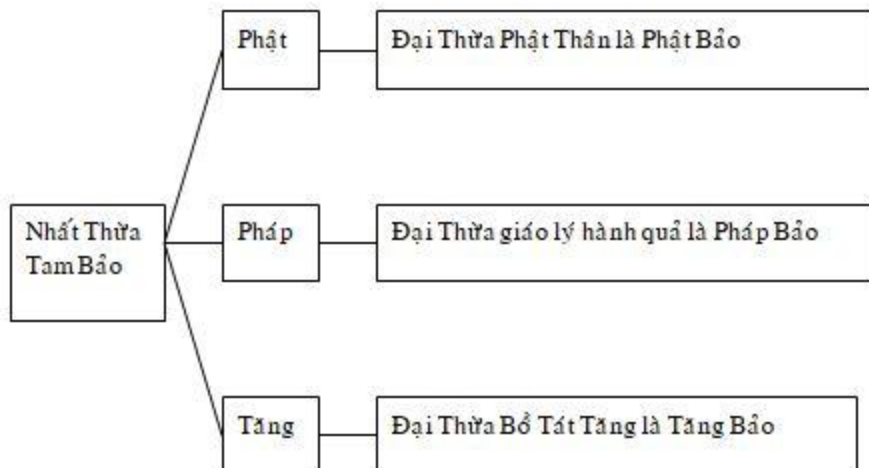 Phật
Đại Thừa Phật Thân là Phật Bảo
Nhất Thừa
Tam Bảo
Pháp
Đại Thừa giáo lý hành quả là Pháp Bảo
Tăng
Đại Thừa Bồ Tát Tăng là Tăng Bảo